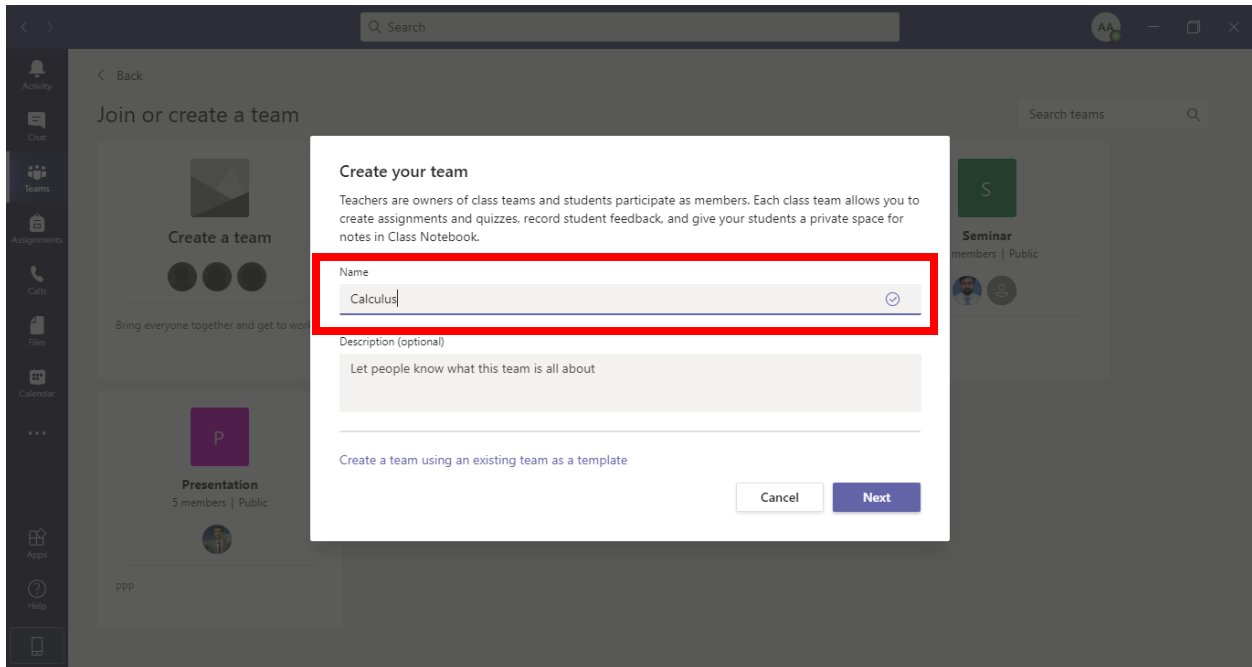 Search
AA
Activity
Chat
Teams
Assignments
Calls
Files
Calendar
Apps
Help
Back
Join or create a team
Search teams
Create a team
Bring everyone together and get to
S
Seminar
members | Public
P
Presentation
5 members | Public
ppp
Create your team
Teachers are owners of class teams and students participate as members. Each class team allows you to
create assignments and quizzes, record student feedback, and give your students a private space for
notes in Class Notebook.
Name
Calculus
Description (optional)
Let people know what this team is all about
Create a team using an existing team as a template
Cancel
Next